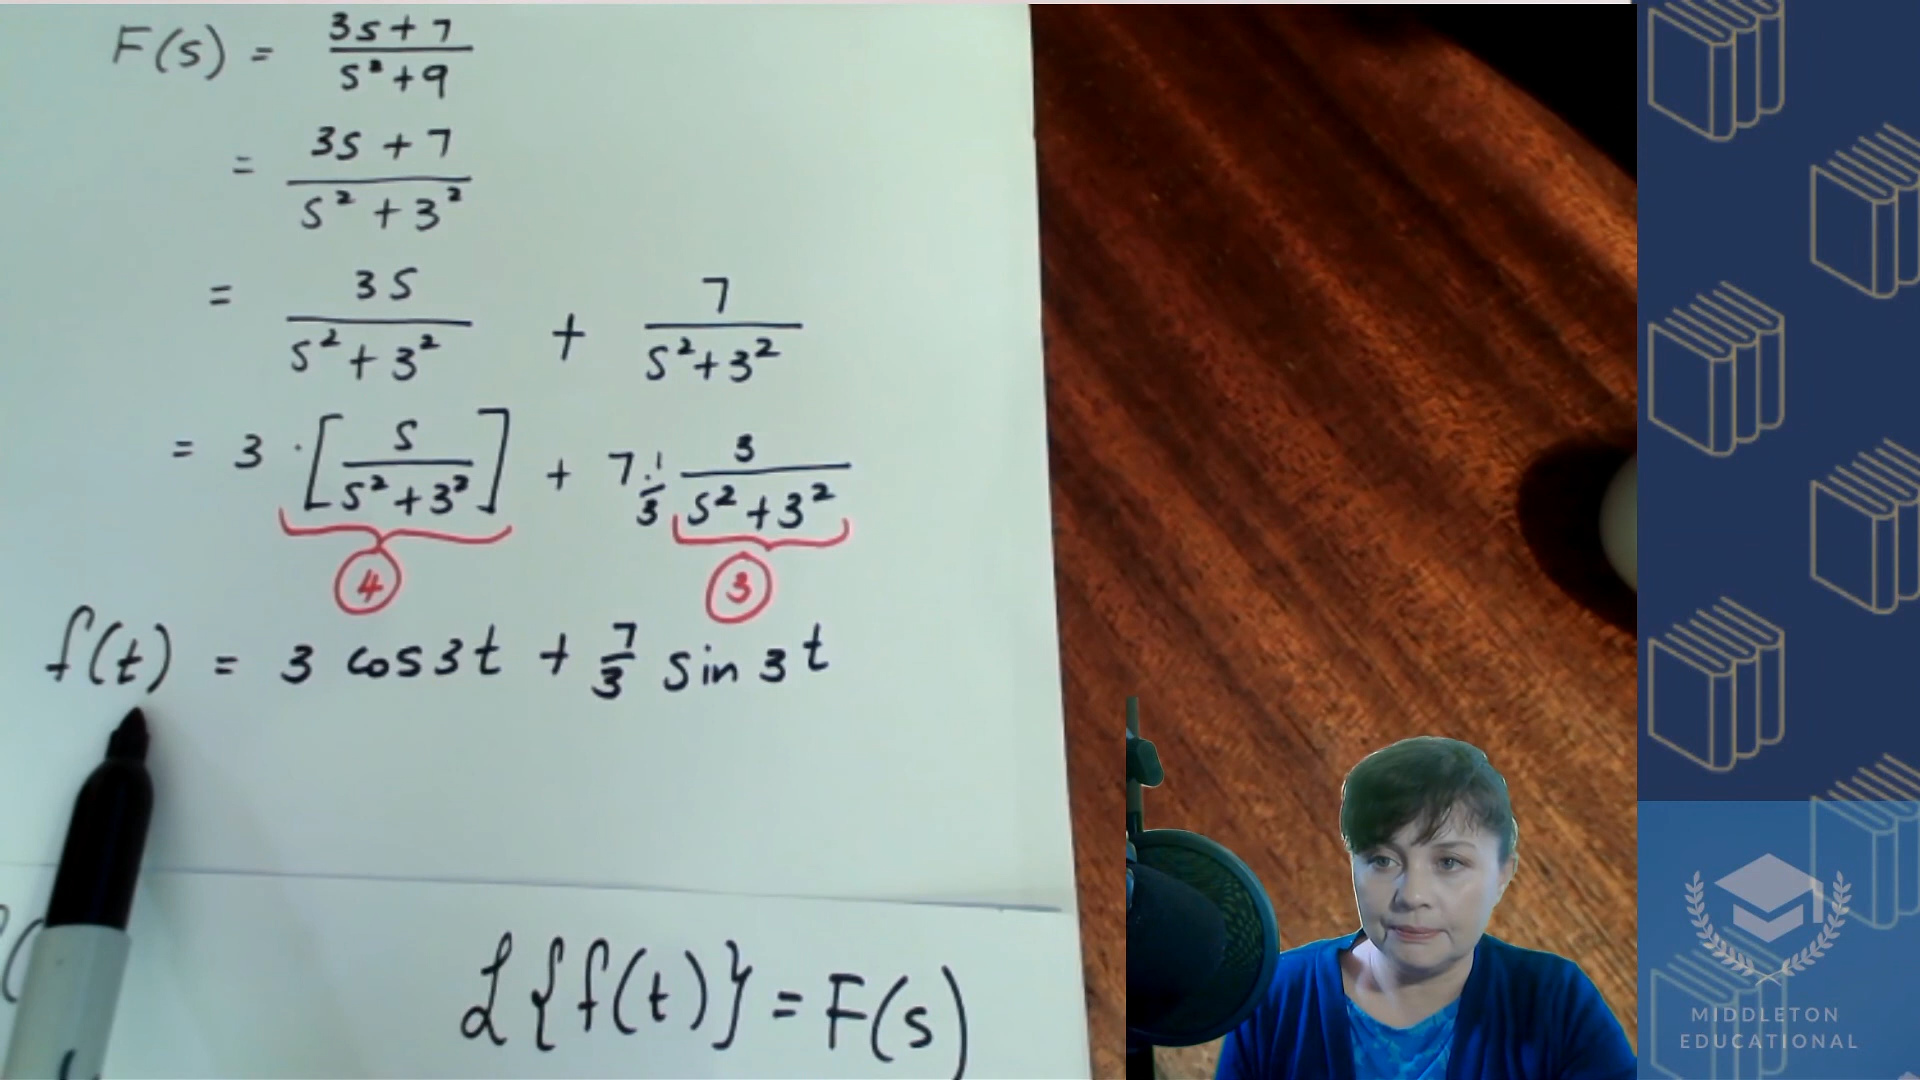 F(s) = 3s + 7 / s² + 9
= 3s + 7 / s² + 3²
= 3s / s² + 3² + 7 / s² + 3²
= 3 · [ s / s² + 3² ] + 7 · 1/3 3 / s² + 3²
4 3
f(t) = 3 cos 3t + 7/3 sin 3t
ℒ{f(t)} = F(s)
MIDDLETON
EDUCATIONAL